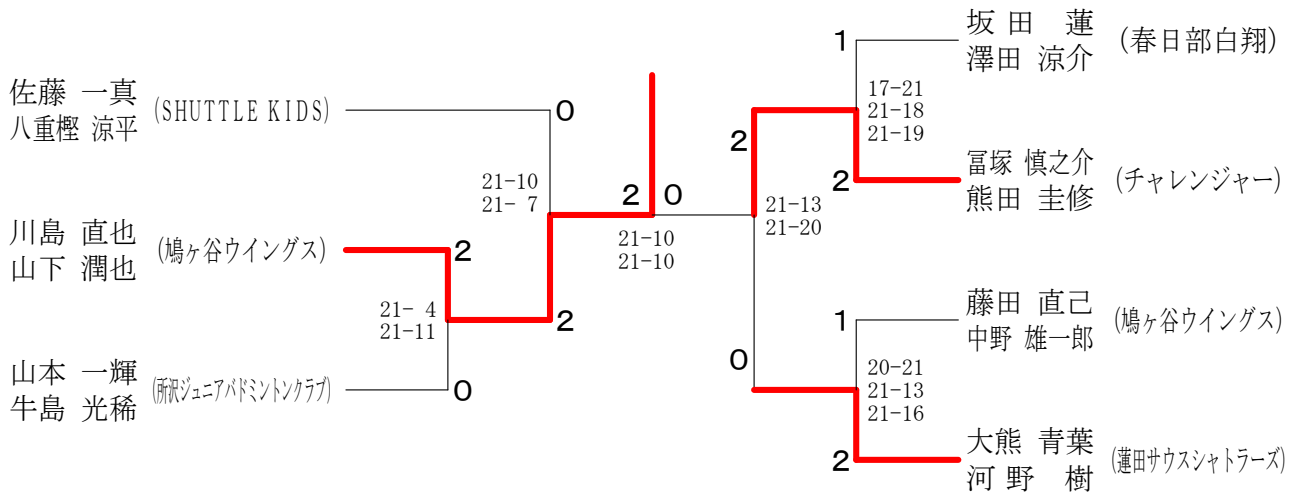 佐藤 一真
八重樫 涼平
(SHUTTLE KIDS)
0
21-10
21- 7
川島 直也
山下 潤也
(鳩ヶ谷ウイングス)
2
21- 4
21-11
2
山本 一輝
牛島 光稀
(所沢ジュニアバドミントンクラブ)
0
2
0
21-10
21-10
坂田 蓮
澤田 涼介
(春日部白翔)
1
17-21
21-18
21-19
2
冨塚 慎之介
熊田 圭修
(チャレンジャー)
2
21-13
21-20
藤田 直己
中野 雄一郎
(鳩ヶ谷ウイングス)
1
0
20-21
21-13
21-16
大熊 青葉
河野 樹
(蓮田サウスシャトラーズ)
2